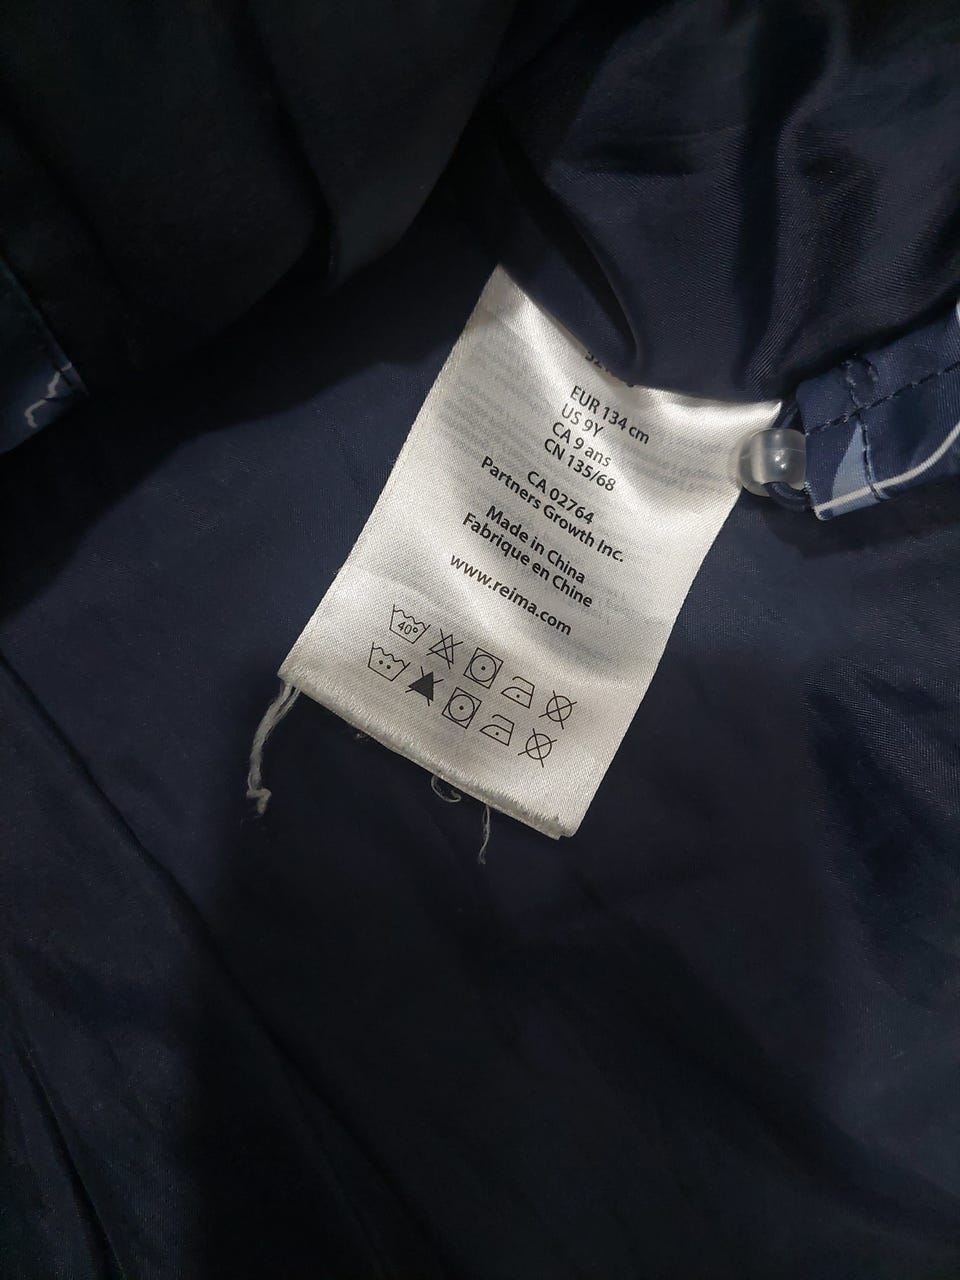 EUR 134 cm
US 9Y
CA 9 ans
CN 135/68
CA 02764
Partners Growth Inc.
Made in China
Fabrique en Chine
www.reima.com
40°